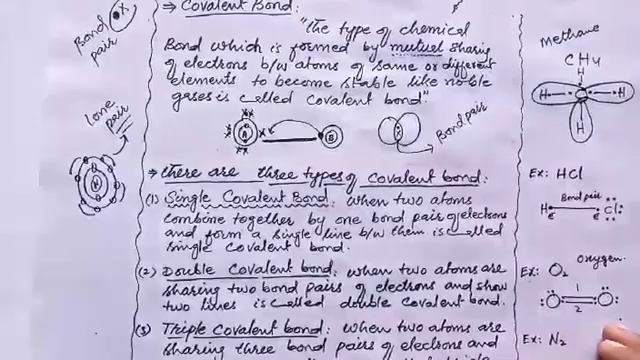 ⇒ Covalent Bond:
"The type of chemical
Bond which is formed by mutuel sharing
of electrons b/w atoms of same or different
elements to become stable like noble
gases is called covalent bond".
Bond
pair
x
lone
pair
Methane
CH4
H
H C H
H
A
x
B
Bond pair
→ there are three types of covalent bond:
(1) Single Covalent Bond: when two atoms
combine together by one bond pair of electrons
and form a single line b/w them is called
single covalent bond.
Ex: HCl
Bond pair
H Cl
e e
(2) Double Covalent bond: when two atoms are
sharing two bond pairs of electrons and show
two lines is called double covalent bond.
Ex: O2 oxygen
1
O O
2
(3) Triple Covalent bond: when two atoms are
sharing three bond pairs of electrons and
Ex: N2